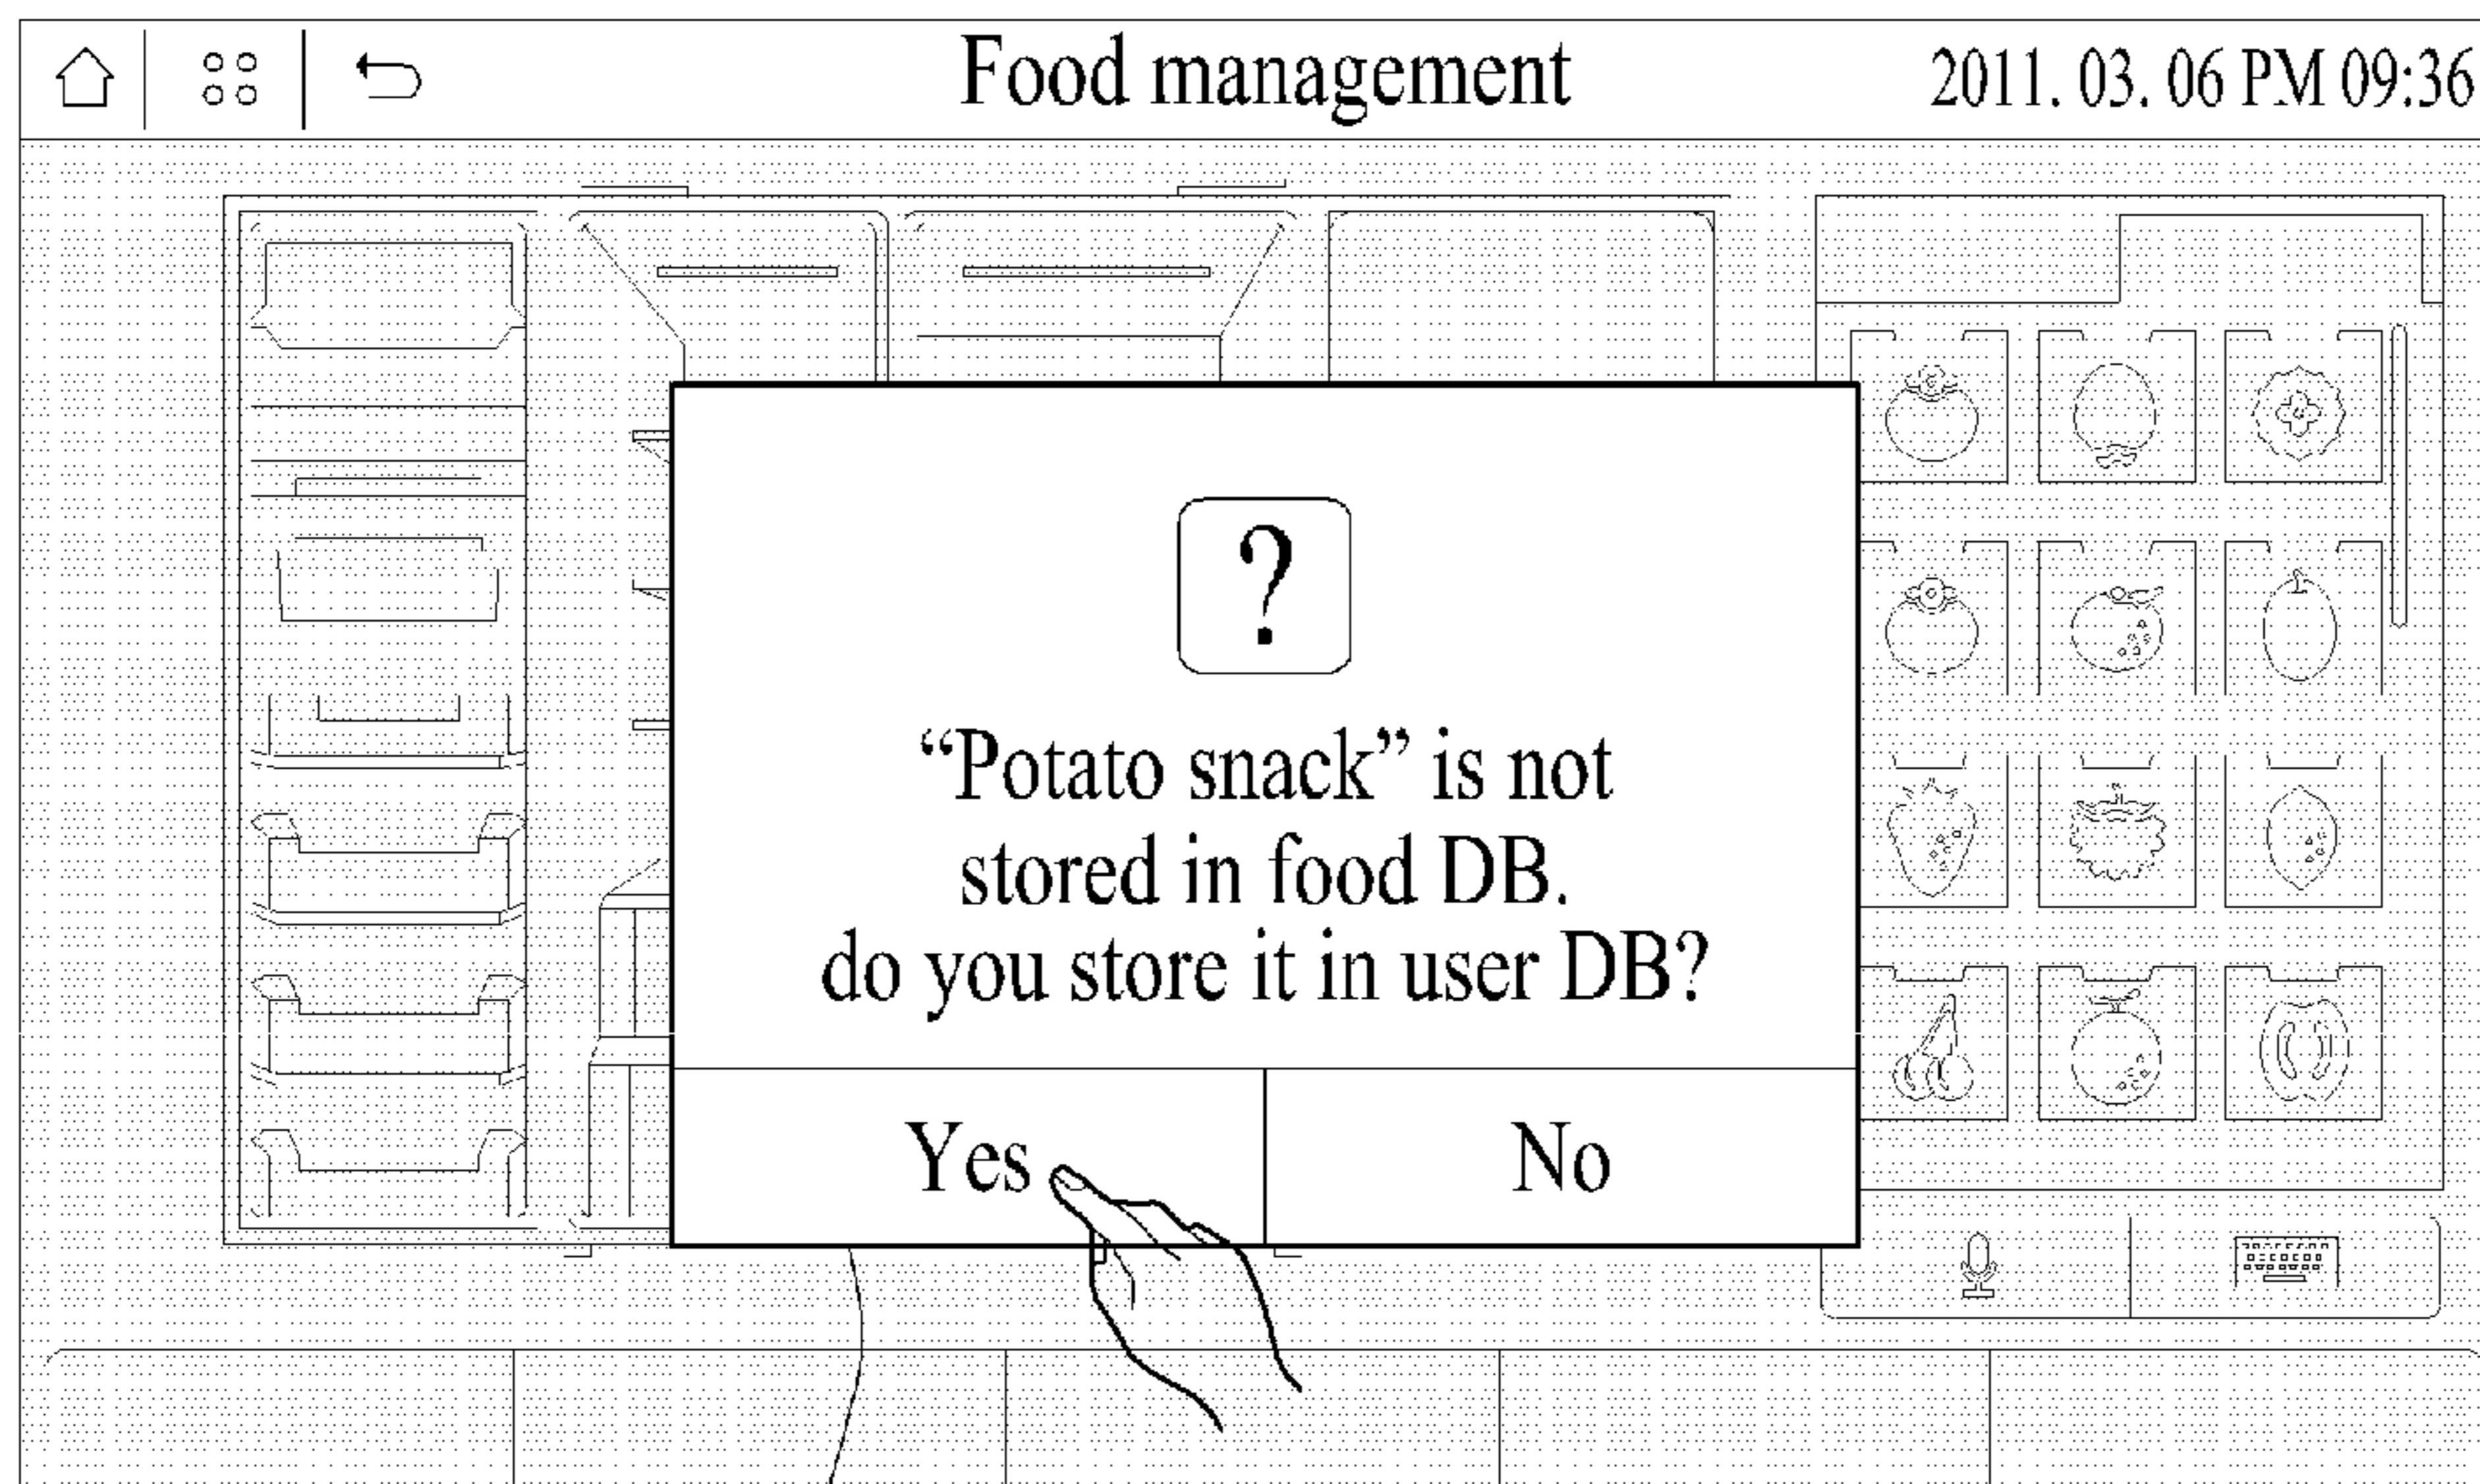 Food management
2011. 03. 06 PM 09:36
?
“Potato snack” is not
stored in food DB.
do you store it in user DB?
Yes
No